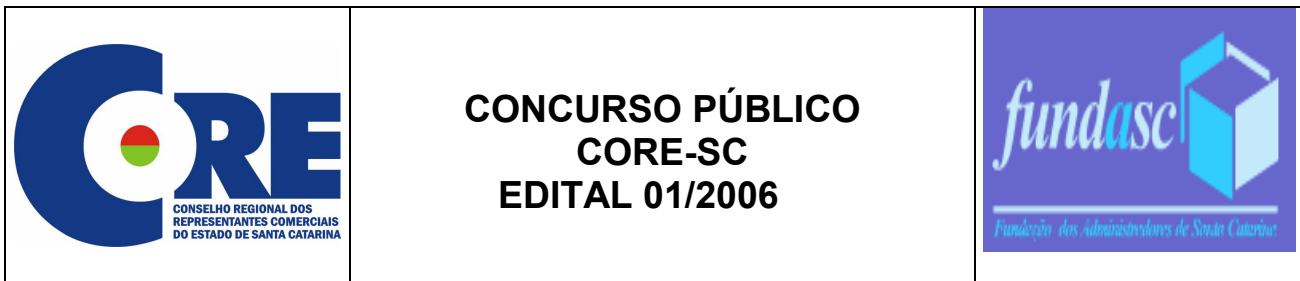 CORE
CONSELHO REGIONAL DOS
REPRESENTANTES COMERCIAIS
DO ESTADO DE SANTA CATARINA
CONCURSO PÚBLICO
CORE-SC
EDITAL 01/2006
fundasc
Fundação dos Administradores de Santa Catarina